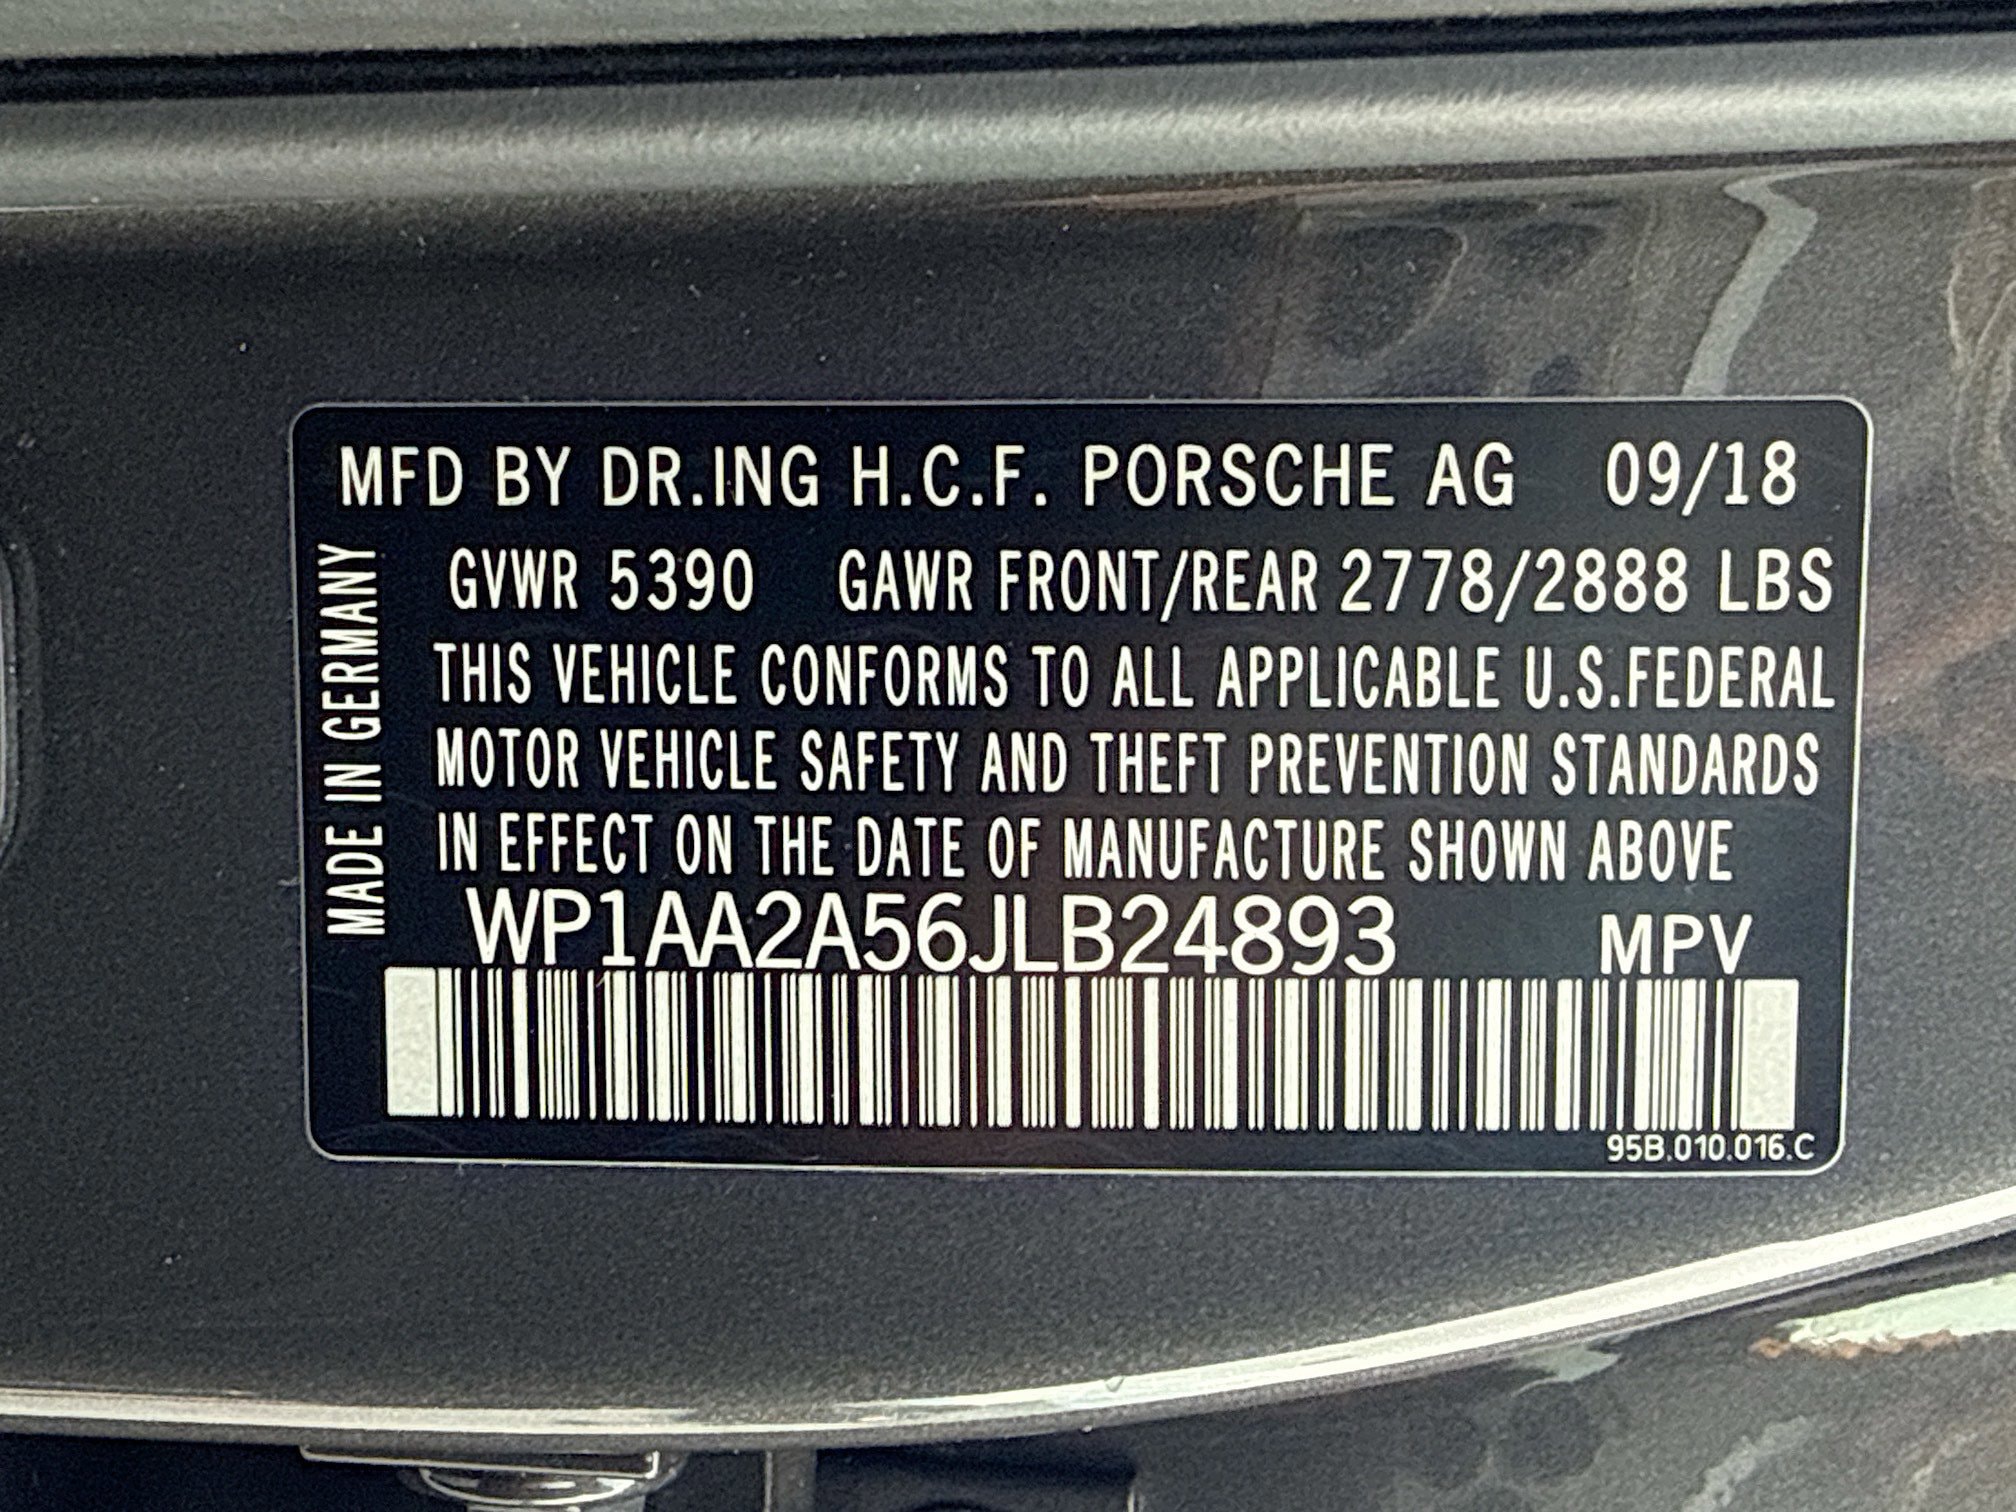 MFD BY DR.ING H.C.F. PORSCHE AG 09/18
GVWR 5390 GAWR FRONT/REAR 2778/2888 LBS
THIS VEHICLE CONFORMS TO ALL APPLICABLE U.S.FEDERAL
MOTOR VEHICLE SAFETY AND THEFT PREVENTION STANDARDS
IN EFFECT ON THE DATE OF MANUFACTURE SHOWN ABOVE
WP1AA2A56JLB24893 MPV
95B.010.016.C
MADE IN GERMANY